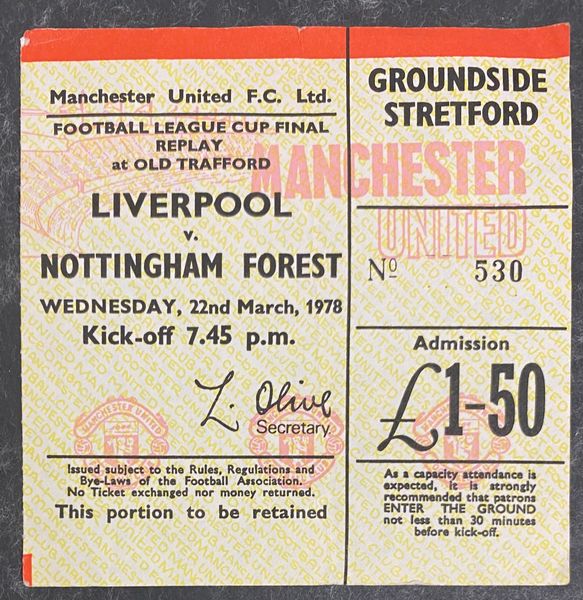 Manchester United F.C. Ltd.
FOOTBALL LEAGUE CUP FINAL
REPLAY
at OLD TRAFFORD
LIVERPOOL
v.
NOTTINGHAM FOREST
WEDNESDAY, 22nd March, 1978
Kick-off 7.45 p.m.
L. Olive
Secretary.
Issued subject to the Rules, Regulations and
Bye-Laws of the Football Association.
No Ticket exchanged nor money returned.
This portion to be retained
GROUNDSIDE
STRETFORD
MANCHESTER
UNITED
Nº 530
Admission
£1-50
As a capacity attendance is
expected, it is strongly
recommended that patrons
ENTER THE GROUND
not less than 30 minutes
before kick-off.
MANCHESTER UNITED
MANCHESTER UNITED